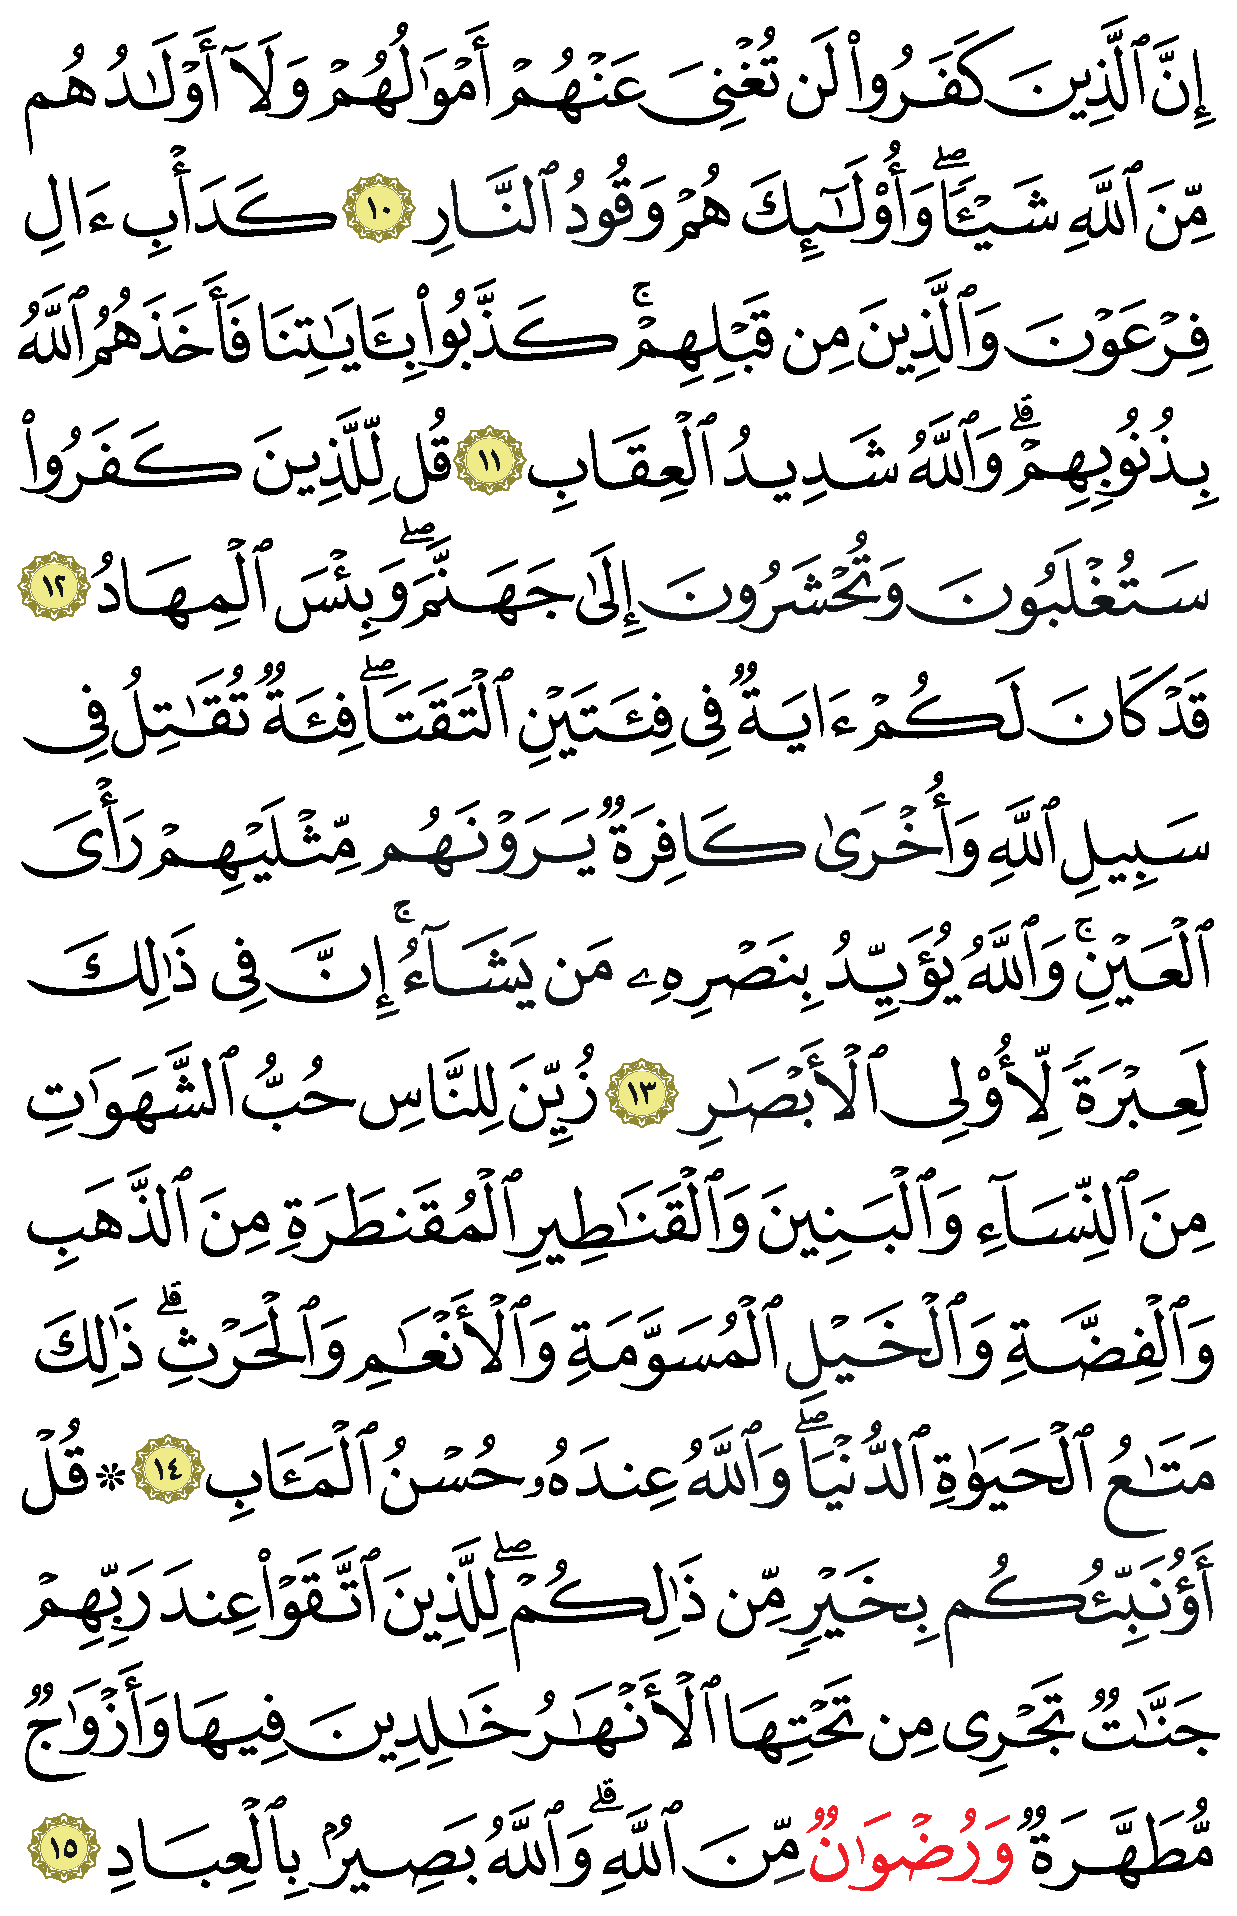 إِنَّ ٱلَّذِينَ كَفَرُواْ لَن تُغْنِىَ عَنْهُمْ أَمْوَٰلُهُمْ وَلَآ أَوْلَٰدُهُم
مِّنَ ٱللَّهِ شَيْـًٔاۖ وَأُوْلَٰٓئِكَ هُمْ وَقُودُ ٱلنَّارِ ١٠ كَدَأْبِ ءَالِ
فِرْعَوْنَ وَٱلَّذِينَ مِن قَبْلِهِمْۚ كَذَّبُواْ بِـَٔايَٰتِنَا فَأَخَذَهُمُ ٱللَّهُ
بِذُنُوبِهِمْۗ وَٱللَّهُ شَدِيدُ ٱلْعِقَابِ ١١ قُل لِّلَّذِينَ كَفَرُواْ
سَتُغْلَبُونَ وَتُحْشَرُونَ إِلَىٰ جَهَنَّمَۖ وَبِئْسَ ٱلْمِهَادُ ١٢
قَدْ كَانَ لَكُمْ ءَايَةٌ فِى فِئَتَيْنِ ٱلْتَقَتَاۖ فِئَةٌ تُقَٰتِلُ فِى
سَبِيلِ ٱللَّهِ وَأُخْرَىٰ كَافِرَةٌ يَرَوْنَهُم مِّثْلَيْهِمْ رَأْىَ
ٱلْعَيْنِۚ وَٱللَّهُ يُؤَيِّدُ بِنَصْرِهِۦ مَن يَشَآءُۚ إِنَّ فِى ذَٰلِكَ
لَعِبْرَةً لِّأُوْلِى ٱلْأَبْصَٰرِ ١٣ زُيِّنَ لِلنَّاسِ حُبُّ ٱلشَّهَوَٰتِ
مِنَ ٱلنِّسَآءِ وَٱلْبَنِينَ وَٱلْقَنَٰطِيرِ ٱلْمُقَنطَرَةِ مِنَ ٱلذَّهَبِ
وَٱلْفِضَّةِ وَٱلْخَيْلِ ٱلْمُسَوَّمَةِ وَٱلْأَنْعَٰمِ وَٱلْحَرْثِۗ ذَٰلِكَ
مَتَٰعُ ٱلْحَيَوٰةِ ٱلدُّنْيَاۖ وَٱللَّهُ عِندَهُۥ حُسْنُ ٱلْمَـَٔابِ ١٤ ۞ قُلْ
أَؤُنَبِّئُكُم بِخَيْرٍ مِّن ذَٰلِكُمْۖ لِلَّذِينَ ٱتَّقَوْاْ عِندَ رَبِّهِمْ
جَنَّٰتٌ تَجْرِى مِن تَحْتِهَا ٱلْأَنْهَٰرُ خَٰلِدِينَ فِيهَا وَأَزْوَٰجٌ
مُّطَهَّرَةٌ وَرُضْوَٰنٌ مِّنَ ٱللَّهِۗ وَٱللَّهُ بَصِيرٌۢ بِٱلْعِبَادِ ١٥